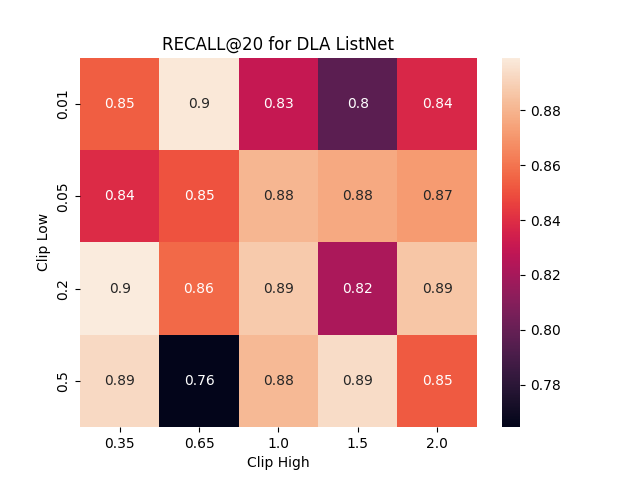 RECALL@20 for DLA ListNet
0.01 0.85 0.9 0.83 0.8 0.84
0.05 0.84 0.85 0.88 0.88 0.87
0.2 0.9 0.86 0.89 0.82 0.89
0.5 0.89 0.76 0.88 0.89 0.85
0.35 0.65 1.0 1.5 2.0
Clip High
Clip Low
0.88
0.86
0.84
0.82
0.80
0.78